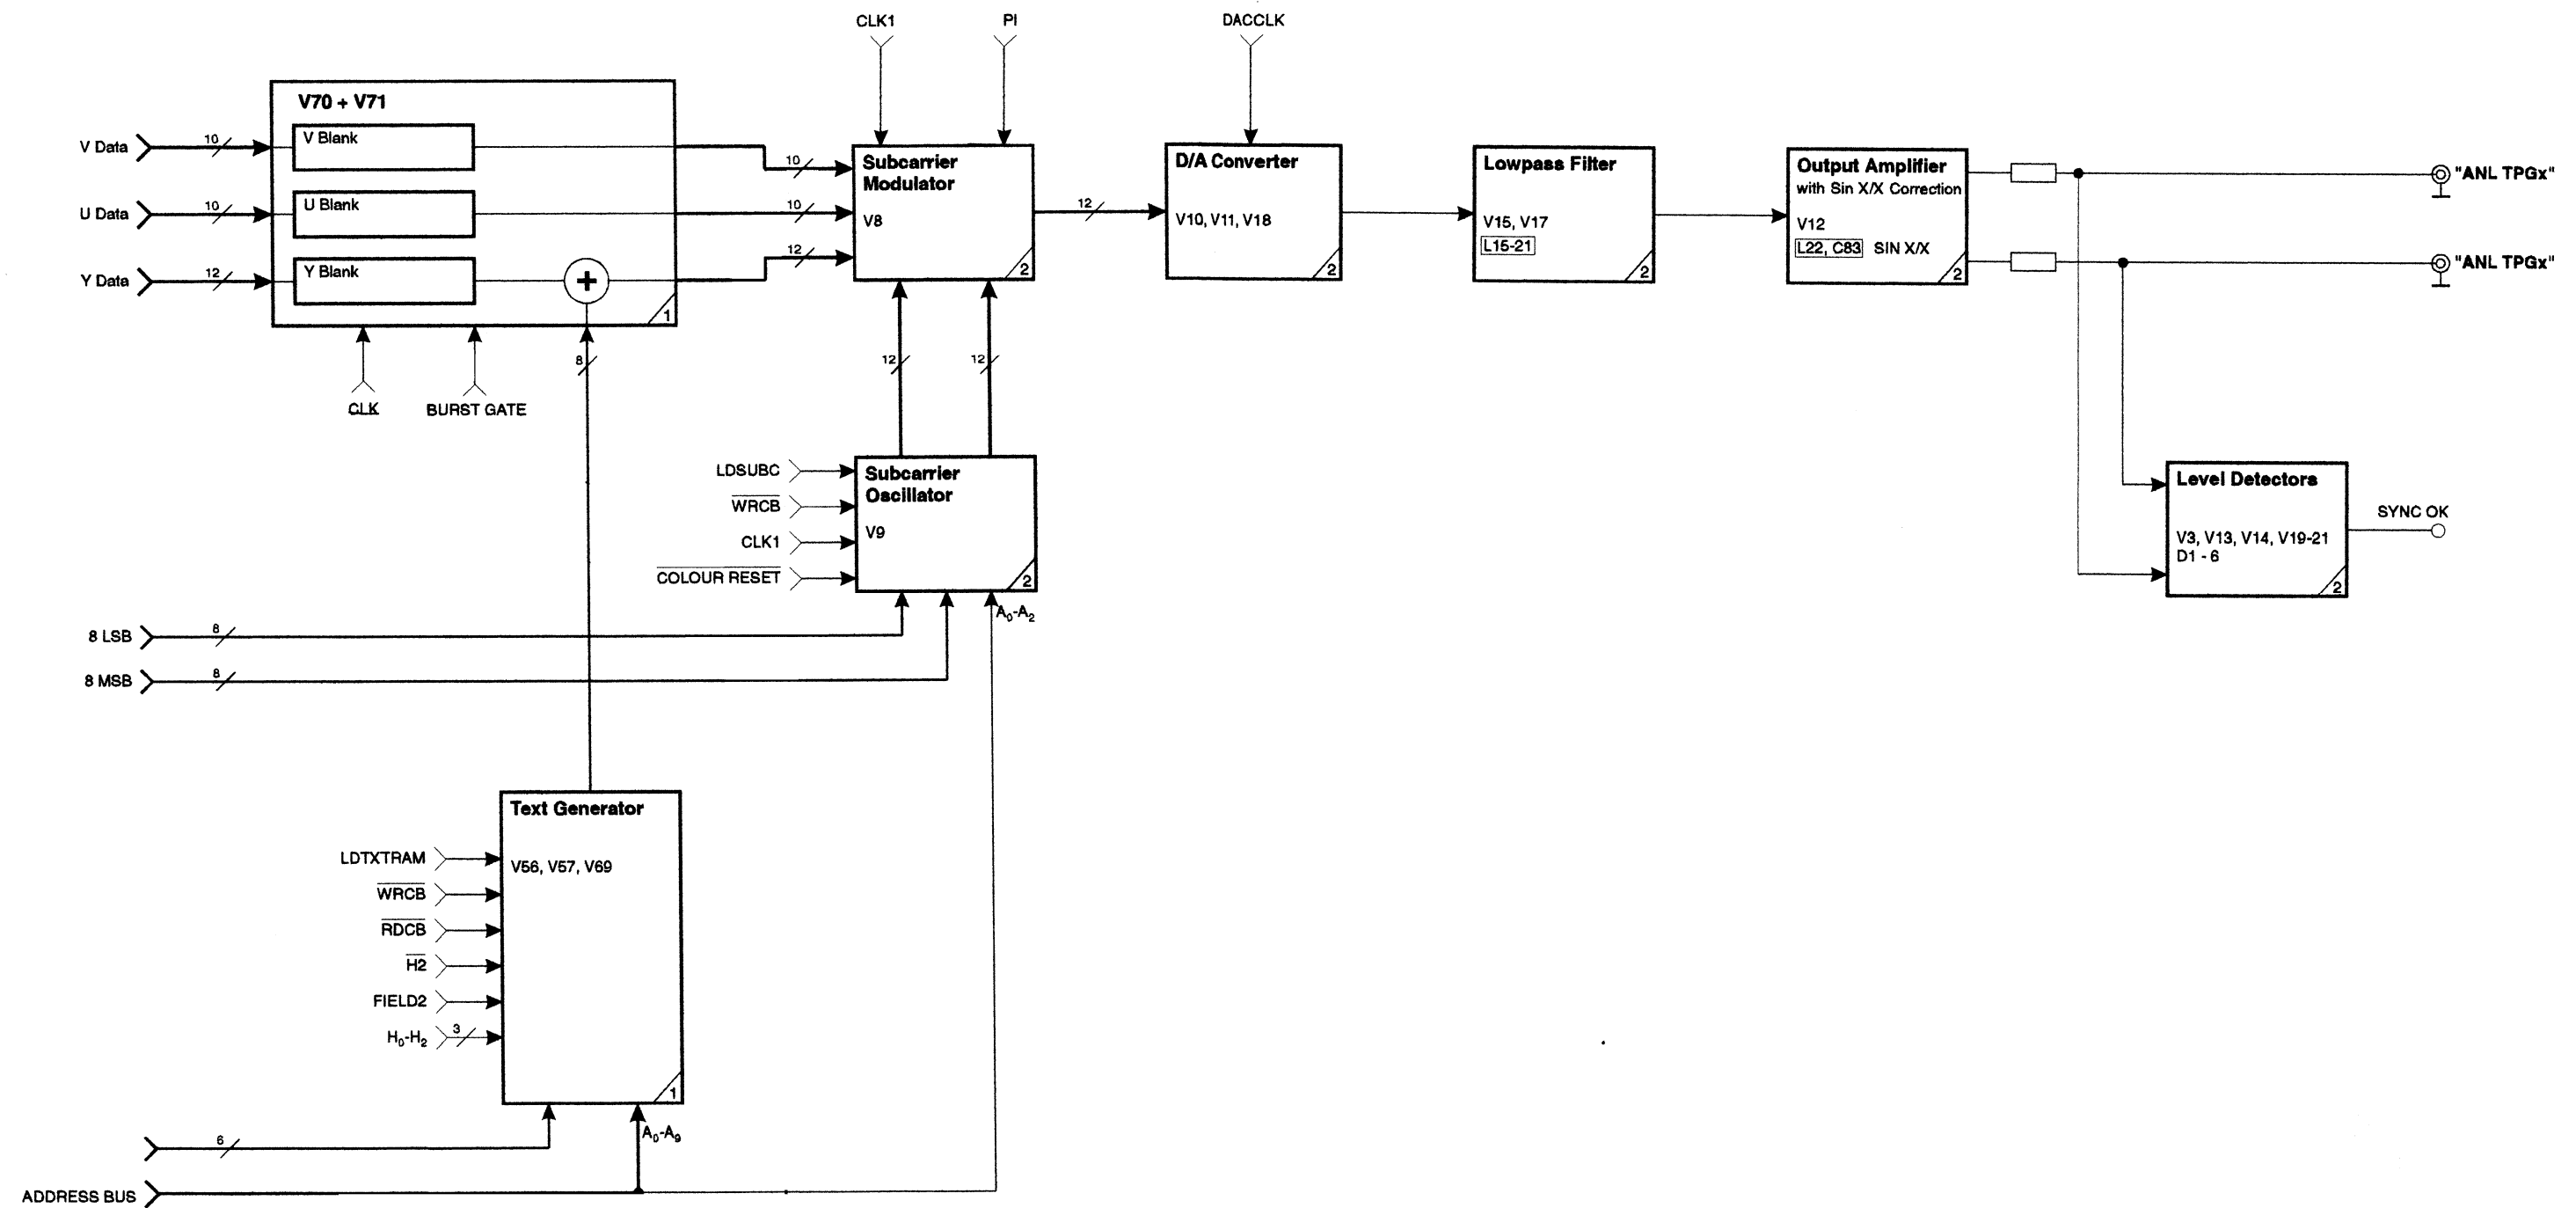 CLK1
PI
DACCLK
V70 + V71
V Data
10
V Blank
10
U Data
10
U Blank
10
Y Data
12
Y Blank
+
12
1
CLK
BURST GATE
8
Subcarrier
Modulator
V8
2
12
D/A Converter
V10, V11, V18
2
Lowpass Filter
V15, V17
L15-21
2
Output Amplifier
with Sin X/X Correction
V12
L22, C83 SIN X/X
2
"ANL TPGx"
"ANL TPGx"
12
12
LDSUBC
WRCB
CLK1
COLOUR RESET
Subcarrier
Oscillator
V9
2
A0-A2
Level Detectors
V3, V13, V14, V19-21
D1 - 6
2
SYNC OK
8 LSB
8
8 MSB
8
Text Generator
V56, V57, V69
1
LDTXTRAM
WRCB
RDCB
H2
FIELD2
H0-H2
3
6
A0-A9
ADDRESS BUS